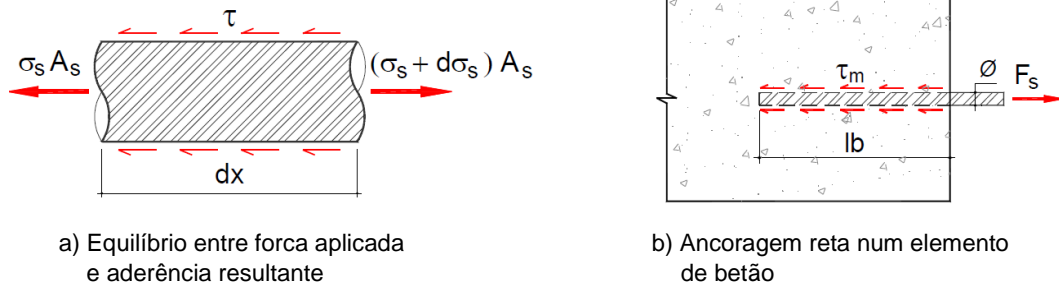 τ
σs As
(σs + dσs) As
dx
a) Equilíbrio entre forca aplicada
e aderência resultante
τm
Ø
Fs
lb
b) Ancoragem reta num elemento
de betão